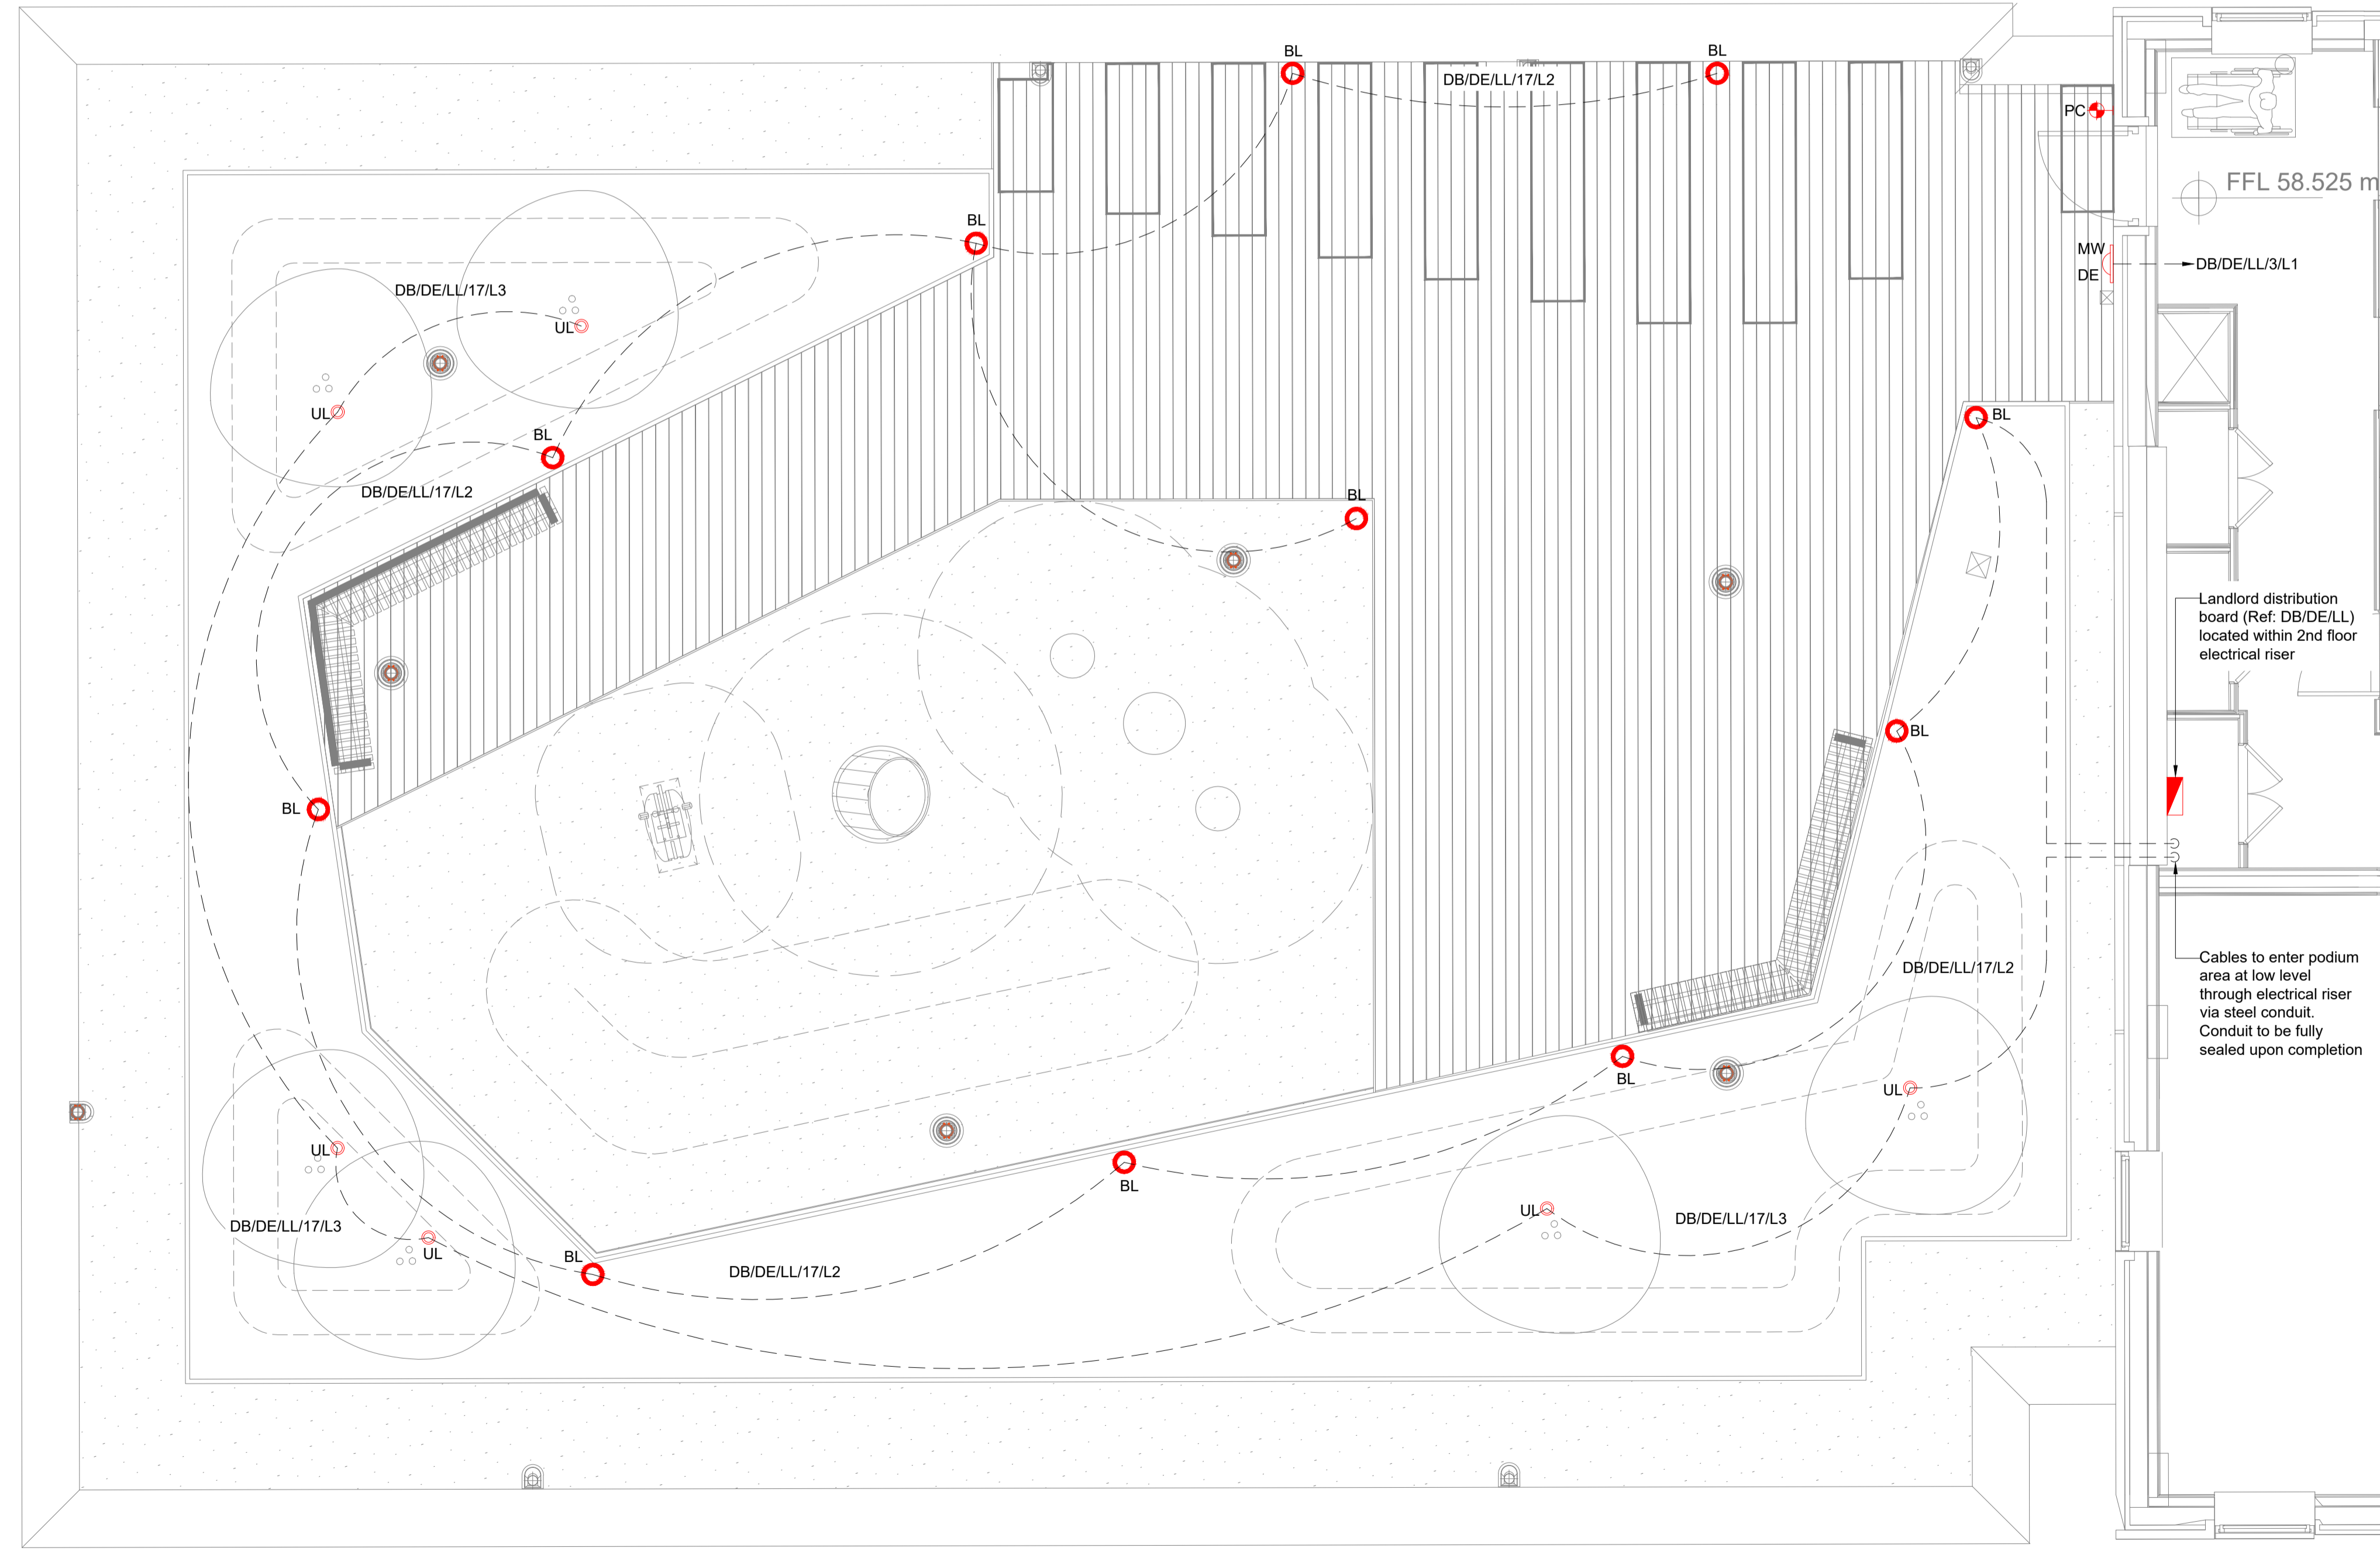 BL
BL
DB/DE/LL/17/L2
PC
FFL 58.525 m
BL
MW
DE
DB/DE/LL/3/L1
DB/DE/LL/17/L3
UL
UL
BL
BL
DB/DE/LL/17/L2
BL
Landlord distribution
board (Ref: DB/DE/LL)
located within 2nd floor
electrical riser
BL
BL
Cables to enter podium
area at low level
through electrical riser
via steel conduit.
Conduit to be fully
sealed upon completion
DB/DE/LL/17/L2
BL
UL
UL
BL
UL
DB/DE/LL/17/L3
DB/DE/LL/17/L3
UL
BL
DB/DE/LL/17/L2